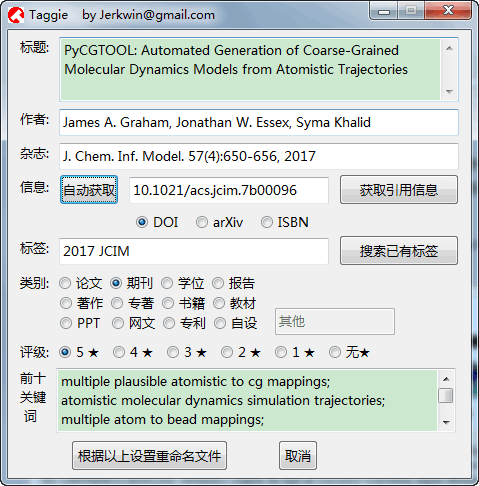 Taggie by Jerkwin@gmail.com
标题:
PyCGTOOL: Automated Generation of Coarse-Grained
Molecular Dynamics Models from Atomistic Trajectories
作者: James A. Graham, Jonathan W. Essex, Syma Khalid
杂志: J. Chem. Inf. Model. 57(4):650-656, 2017
信息: 自动获取 10.1021/acs.jcim.7b00096 获取引用信息
DOI arXiv ISBN
标签: 2017 JCIM 搜索已有标签
类别: 论文 期刊 学位 报告
著作 专著 书籍 教材
PPT 网文 专利 自设 其他
评级: 5 ★ 4 ★ 3 ★ 2 ★ 1 ★ 无★
前十
关键
词
multiple plausible atomistic to cg mappings;
atomistic molecular dynamics simulation trajectories;
multiple atom to bead mappings;
根据以上设置重命名文件 取消